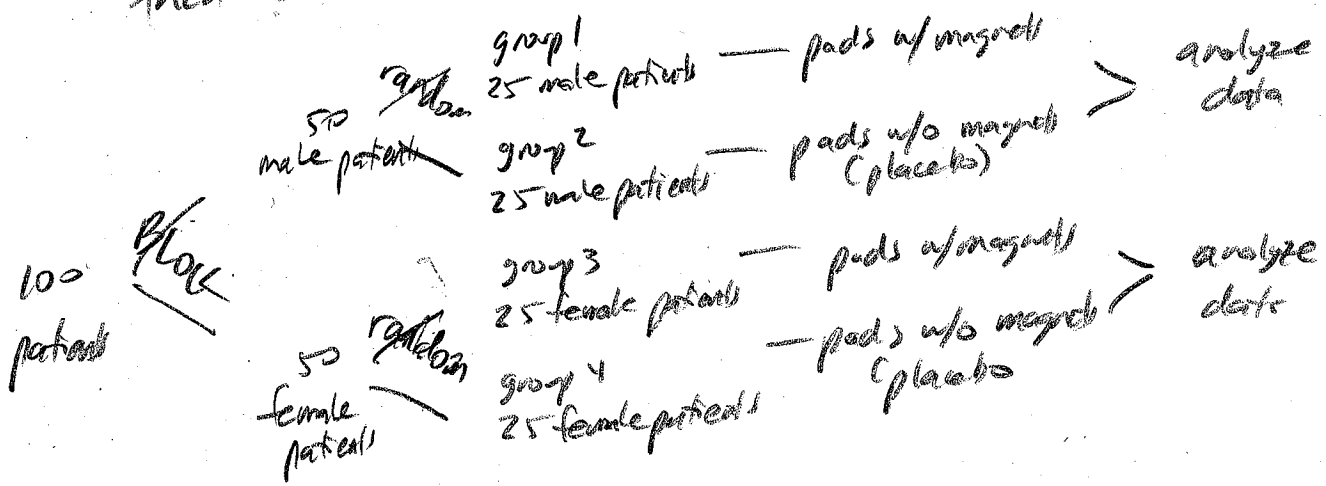 100
patients
Block
50
male patients
random
group 1
25 male patients
pads w/ magnets
group 2
25 male patients
pads w/o magnets
(placebo)
analyze
data
50
female
patients
random
group 3
25 female patients
pads w/magnets
group 4
25 female patients
pads w/o magnets
(placebo
analyze
data